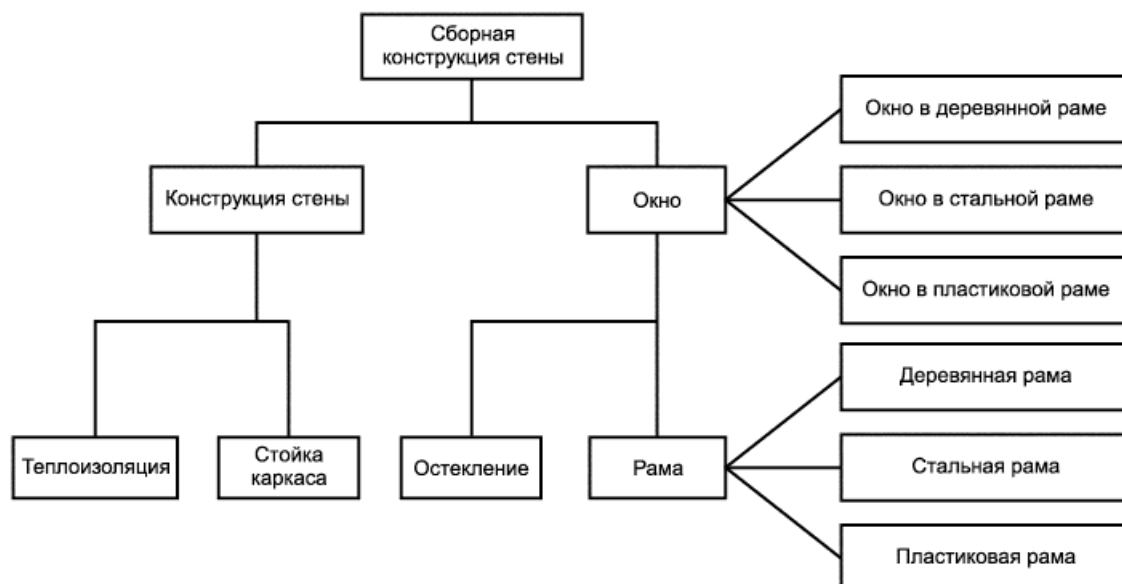 Сборная
конструкция стены
Окно в деревянной раме
Конструкция стены
Окно
Окно в стальной раме
Окно в пластиковой раме
Деревянная рама
Теплоизоляция
Стойка
каркаса
Остекление
Рама
Стальная рама
Пластиковая рама